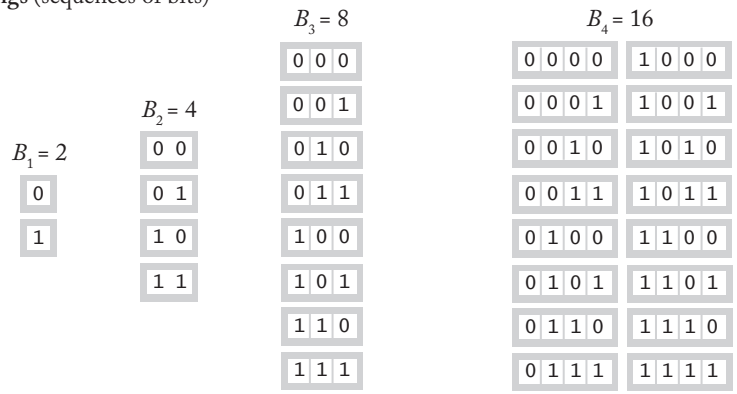 (sequences of bits)
B₁ = 2
0
1
B₂ = 4
0 0
0 1
1 0
1 1
B₃ = 8
0 0 0
0 0 1
0 1 0
0 1 1
1 0 0
1 0 1
1 1 0
1 1 1
B₄ = 16
0 0 0 0 1 0 0 0
0 0 0 1 1 0 0 1
0 0 1 0 1 0 1 0
0 0 1 1 1 0 1 1
0 1 0 0 1 1 0 0
0 1 0 1 1 1 0 1
0 1 1 0 1 1 1 0
0 1 1 1 1 1 1 1